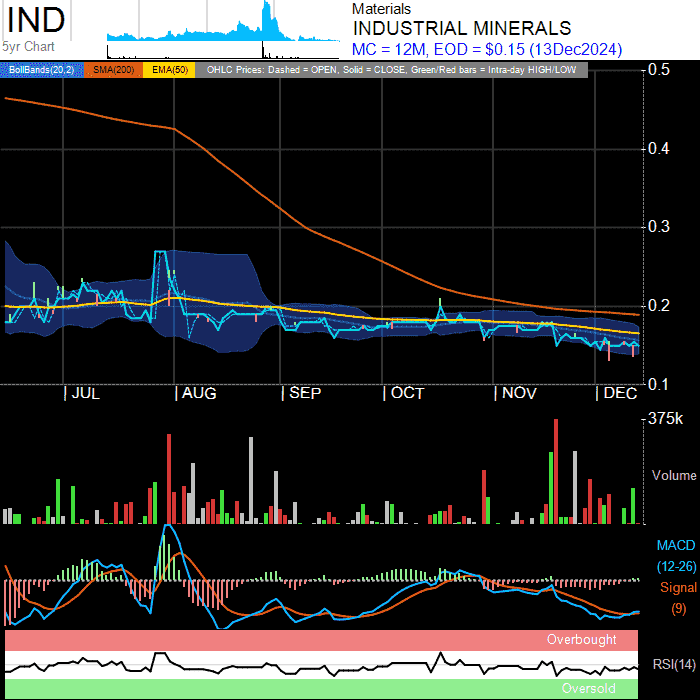 IND
5yr Chart
Materials
INDUSTRIAL MINERALS
MC = 12M, EOD = $0.15 (13Dec2024)
BollBands(20,2) SMA(200) EMA(50) OHLC Prices: Dashed = OPEN, Solid = CLOSE, Green/Red bars = Intra-day HIGH/LOW
0.5
0.4
0.3
0.2
0.1
JUL AUG SEP OCT NOV DEC
375k
Volume
MACD
(12-26)
Signal
(9)
Overbought
RSI(14)
Oversold